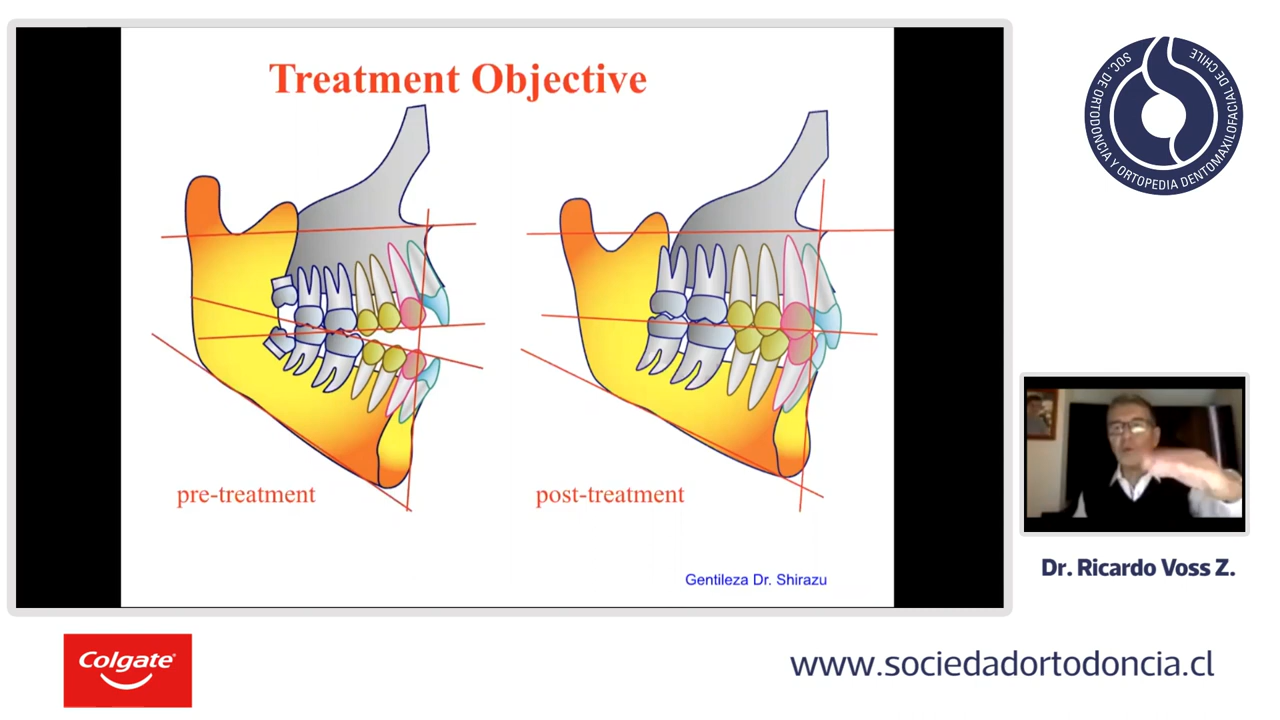 Treatment Objective
pre-treatment
post-treatment
Gentileza Dr. Shirazu
SOC. DE ORTODONCIA Y ORTOPEDIA DENTOMAXILOFACIAL DE CHILE
Dr. Ricardo Voss Z.
Colgate®
www.sociedadortodoncia.cl